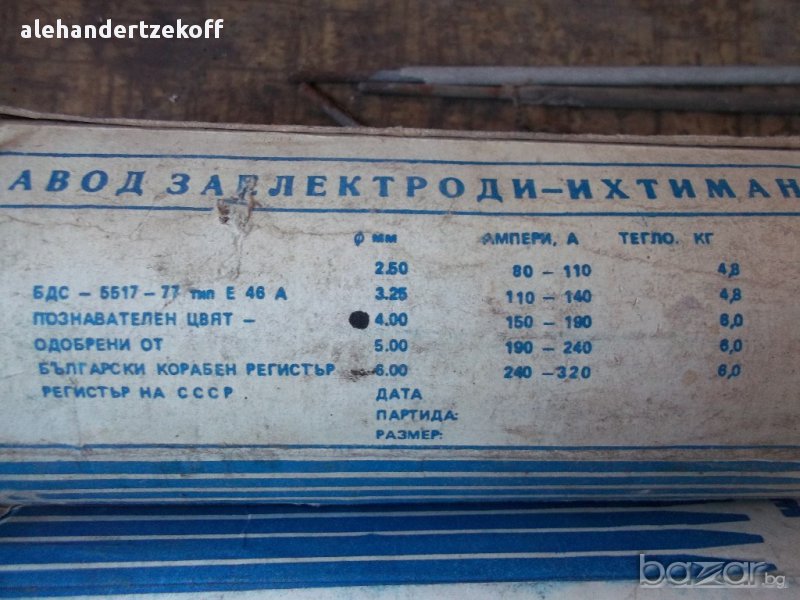 alehandertzekoff
АВОД ЗА ЕЛЕКТРОДИ-ИХТИМАН
ф мм АМПЕРИ, А ТЕГЛО. КГ
2.50 80 - 110 4,8
БДС - 5517-77 тип Е 46 А 3.25 110 - 140 4,8
ПОЗНАВАТЕЛЕН ЦВЯТ - 4.00 150 - 190 6,0
ОДОБРЕНИ ОТ 5.00 190 - 240 6,0
БЪЛГАРСКИ КОРАБЕН РЕГИСТЪР 6.00 240 - 320 6,0
РЕГИСТЪР НА СССР ДАТА
ПАРТИДА:
РАЗМЕР:
bazar.bg